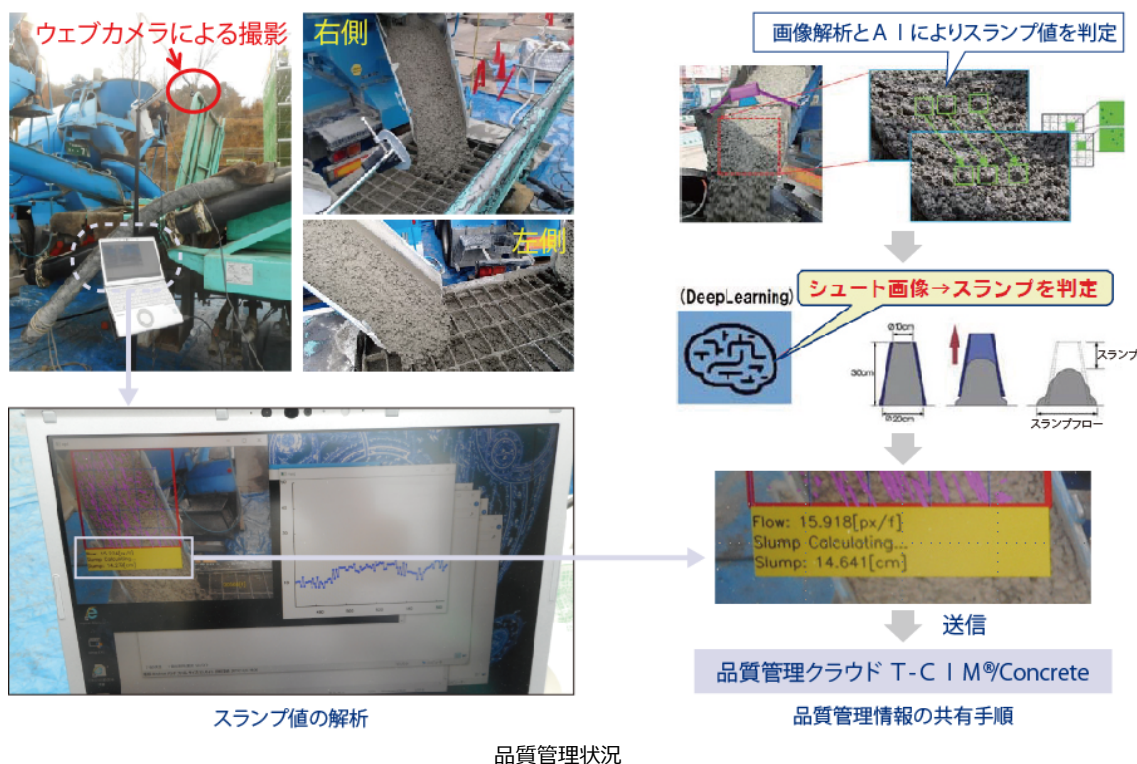 ウェブカメラによる撮影
右側
左側
スランプ値の解析
画像解析とAIによりスランプ値を判定
(DeepLearning)
シュート画像→スランプを判定
Ø10cm
30cm
Ø20cm
スランプ
スランプフロー
Flow: 15.918[px/f]
Slump Calculating...
Slump: 14.641[cm]
送信
品質管理クラウド T-CIM®/Concrete
品質管理情報の共有手順
品質管理状況